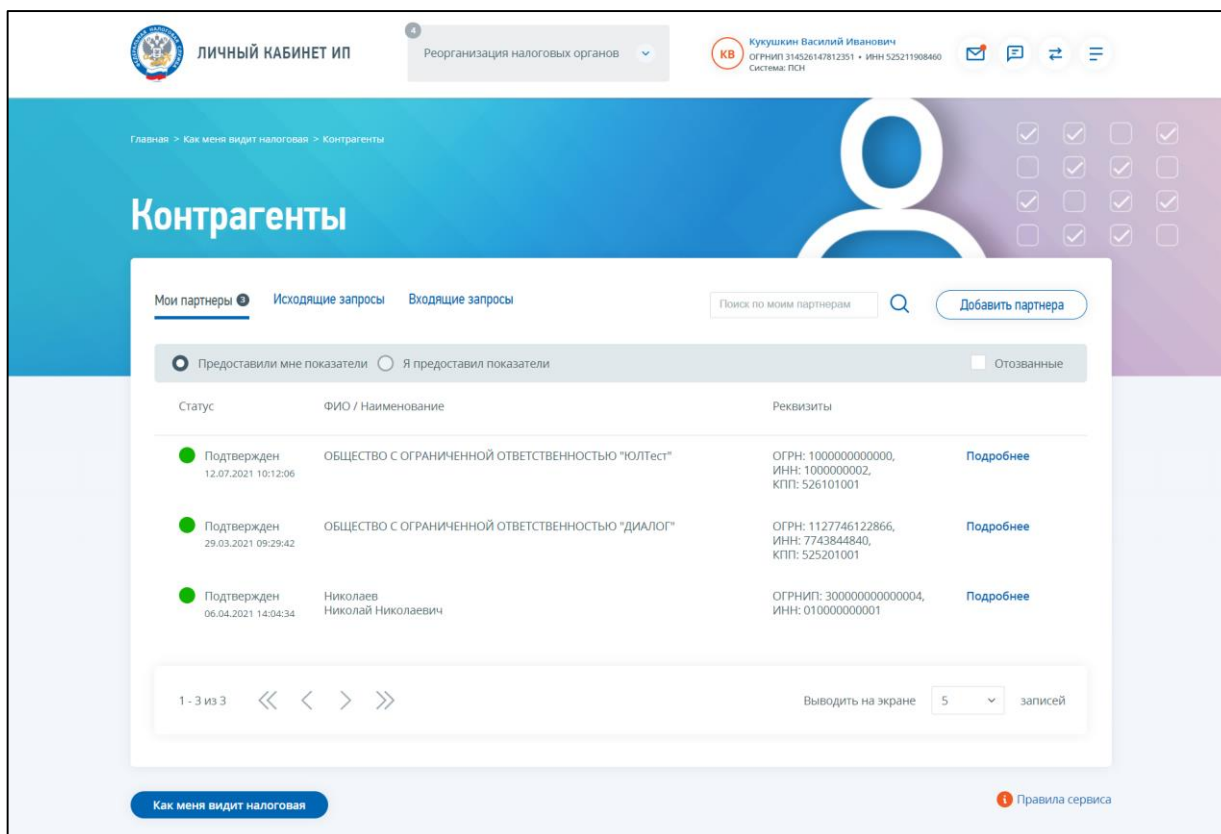 ЛИЧНЫЙ КАБИНЕТ ИП
4
Реорганизация налоговых органов
КВ
Кукушкин Василий Иванович
ОГРНИП 314526147812351 • ИНН 525211908460
Система: ПСН
Главная > Как меня видит налоговая > Контрагенты
Контрагенты
Мои партнеры 3 Исходящие запросы Входящие запросы Поиск по моим партнерам Добавить партнера
Предоставили мне показатели Я предоставил показатели Отозванные
Статус ФИО / Наименование Реквизиты
Подтвержден ОБЩЕСТВО С ОГРАНИЧЕННОЙ ОТВЕТСТВЕННОСТЬЮ "ЮЛТест" ОГРН: 1000000000000, Подробнее
12.07.2021 10:12:06 ИНН: 1000000002,
КПП: 526101001
Подтвержден ОБЩЕСТВО С ОГРАНИЧЕННОЙ ОТВЕТСТВЕННОСТЬЮ "ДИАЛОГ" ОГРН: 1127746122866, Подробнее
29.03.2021 09:29:42 ИНН: 7743844840,
КПП: 525201001
Подтвержден Николаев ОГРНИП: 300000000000004, Подробнее
06.04.2021 14:04:34 Николай Николаевич ИНН: 010000000001
1 - 3 из 3 Выводить на экране 5 записей
Как меня видит налоговая Правила сервиса